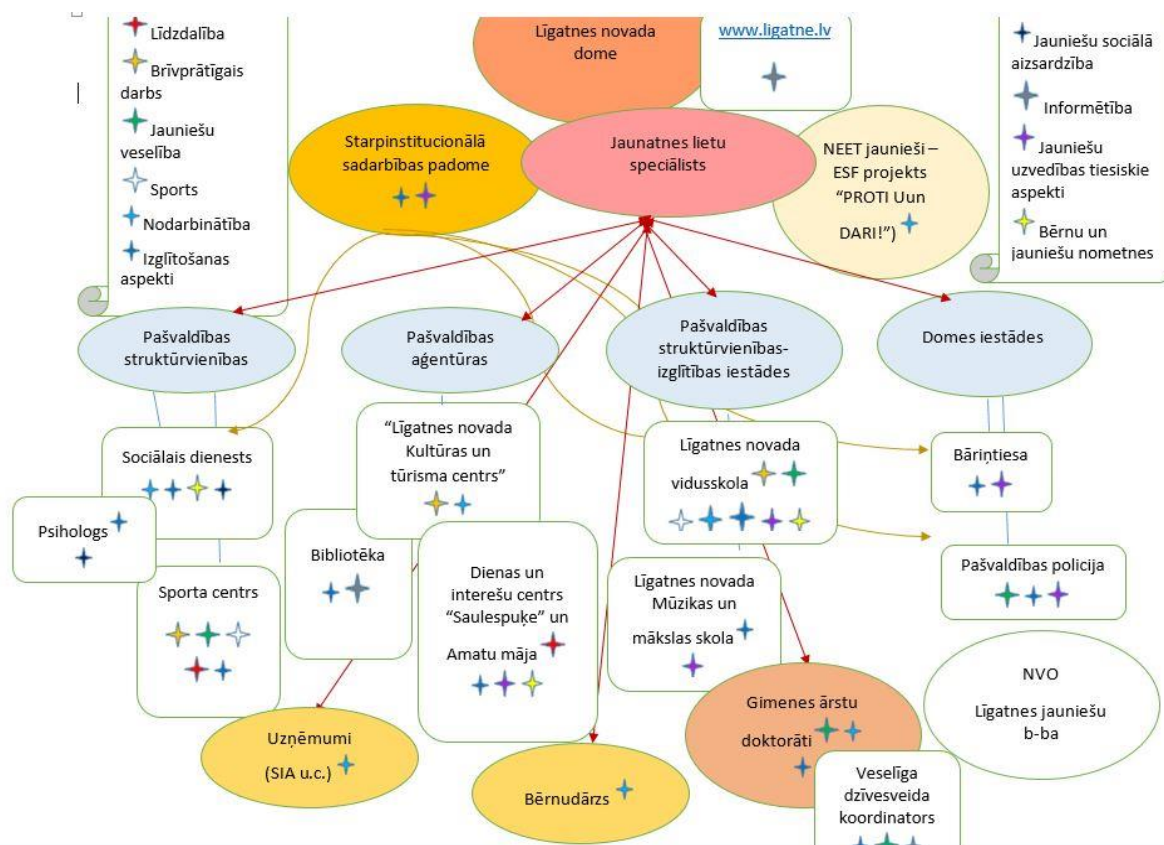 Līdzdalība
Brīvprātīgais
darbs
Jauniešu
veselība
Sports
Nodarbinātība
Izglītošanas
aspekti
Līgatnes novada
dome
www.ligatne.lv
Jauniešu sociālā
aizsardzība
Informētība
Jauniešu
uzvedības tiesiskie
aspekti
Bērnu un
jauniešu nometnes
Starpinstitucionālā
sadarbības padome
Jaunatnes lietu
speciālists
NEET jaunieši –
ESF projekts
“PROTI Uun
DARI!”)
Pašvaldības
struktūrvienības
Pašvaldības
aģentūras
Pašvaldības
struktūrvienības-
izglītības iestādes
Domes iestādes
Sociālais dienests
Psihologs
Sporta centrs
“Līgatnes novada
Kultūras un
tūrisma centrs”
Bibliotēka
Dienas un
interešu centrs
“Saulespuķe” un
Amatu māja
Līgatnes novada
vidusskola
Līgatnes novada
Mūzikas un
mākslas skola
Bāriņtiesa
Pašvaldības policija
NVO
Līgatnes jauniešu
b-ba
Uzņēmumi
(SIA u.c.)
Bērnudārzs
Gimenes ārstu
doktorāti
Veselīga
dzīvesveida
koordinators